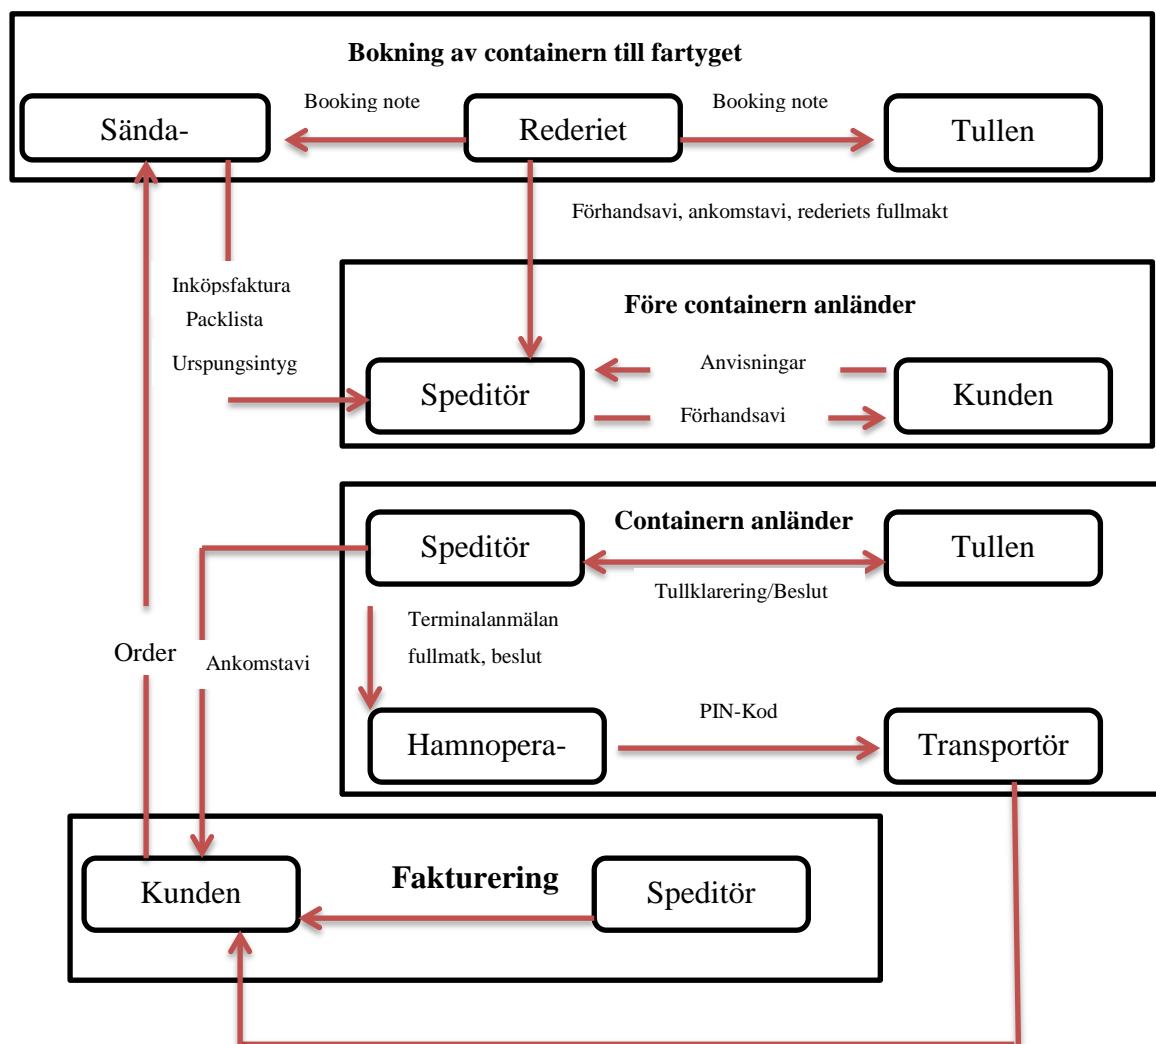 Bokning av containern till fartyget
Booking note
Booking note
Sända-
Rederiet
Tullen
Förhandsavi, ankomstavi, rederiets fullmakt
Inköpsfaktura
Packlista
Urspungsintyg
Före containern anländer
Speditör
Anvisningar
Förhandsavi
Kunden
Containern anländer
Speditör
Tullen
Tullklarering/Beslut
Terminalanmälan
fullmatk, beslut
Order
Ankomstavi
PIN-Kod
Hamnopera-
Transportör
Fakturering
Kunden
Speditör